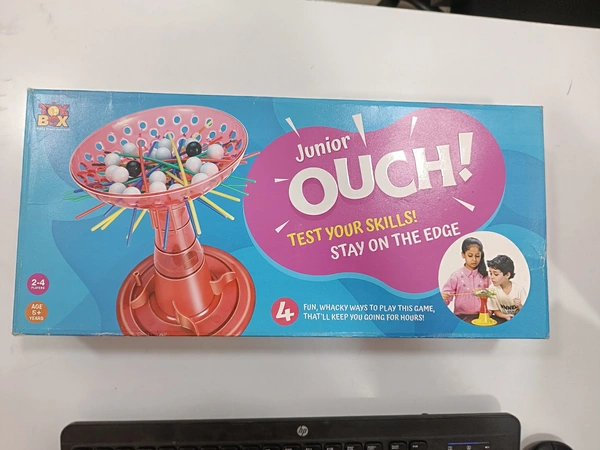 TOY
BOX
Junior
OUCH!
TEST YOUR SKILLS!
STAY ON THE EDGE
2-4
PLAYERS
AGE
5+
YEARS
4
FUN, WHACKY WAYS TO PLAY THIS GAME,
THAT'LL KEEP YOU GOING FOR HOURS!
hp